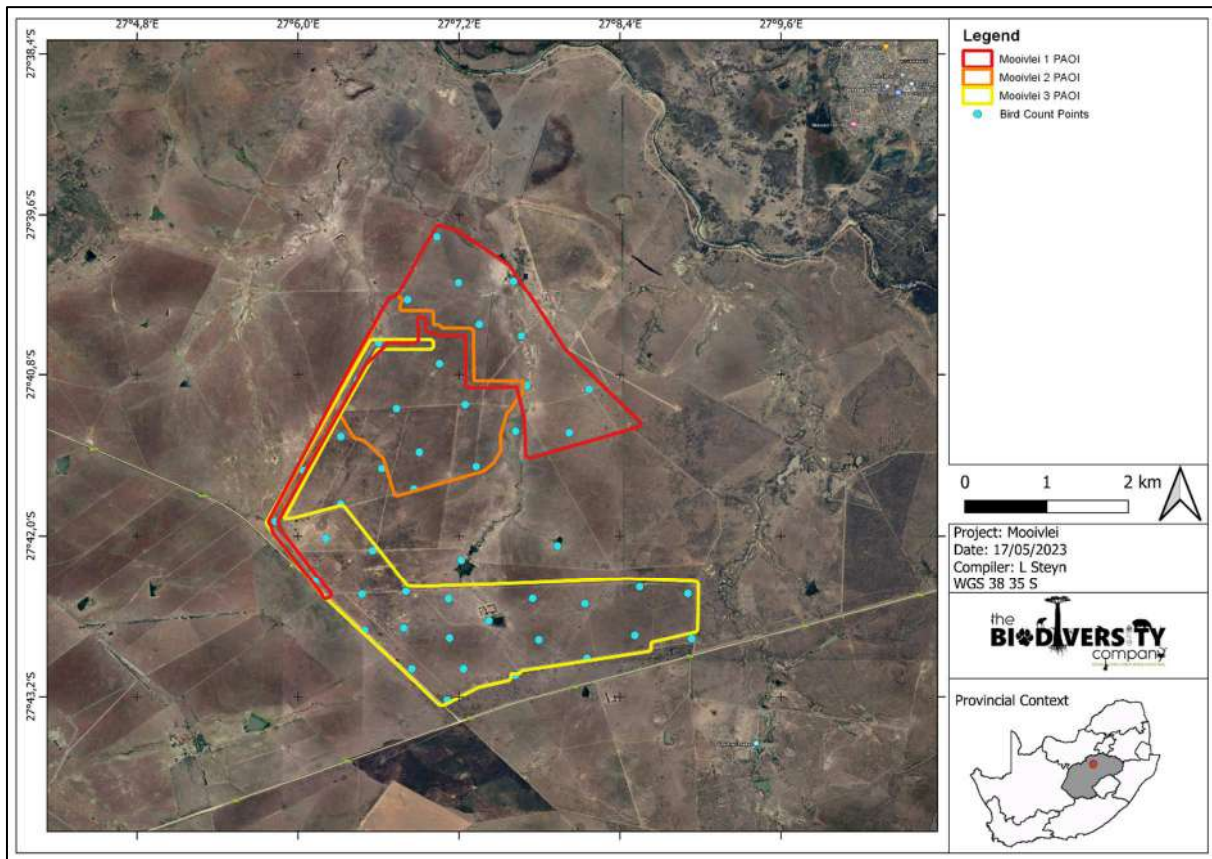 27°4,8'E 27°6,0'E 27°7,2'E 27°8,4'E 27°9,6'E
27°38,4'S
27°39,6'S
27°40,8'S
27°42,0'S
27°43,2'S
Legend
Mooivlei 1 PAOI
Mooivlei 2 PAOI
Mooivlei 3 PAOI
Bird Count Points
0 1 2 km
Project: Mooivlei
Date: 17/05/2023
Compiler: L Steyn
WGS 38 35 S
the
BIODIVERSITY
company
Provincial Context